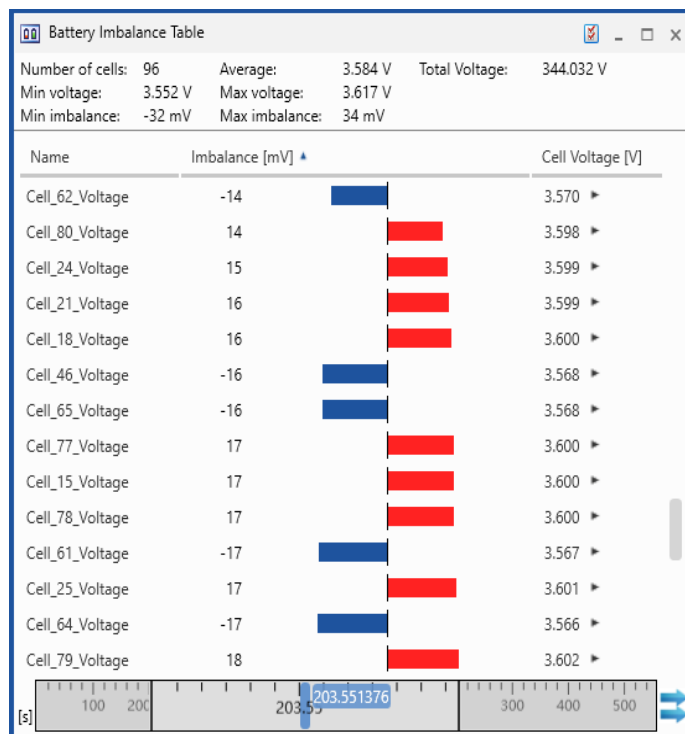 Battery Imbalance Table
Number of cells: 96 Average: 3.584 V Total Voltage: 344.032 V
Min voltage: 3.552 V Max voltage: 3.617 V
Min imbalance: -32 mV Max imbalance: 34 mV
Name Imbalance [mV] Cell Voltage [V]
Cell_62_Voltage -14 3.570
Cell_80_Voltage 14 3.598
Cell_24_Voltage 15 3.599
Cell_21_Voltage 16 3.599
Cell_18_Voltage 16 3.600
Cell_46_Voltage -16 3.568
Cell_65_Voltage -16 3.568
Cell_77_Voltage 17 3.600
Cell_15_Voltage 17 3.600
Cell_78_Voltage 17 3.600
Cell_61_Voltage -17 3.567
Cell_25_Voltage 17 3.601
Cell_64_Voltage -17 3.566
Cell_79_Voltage 18 3.602
203.551376
[s] 100 200 203.55 300 400 500